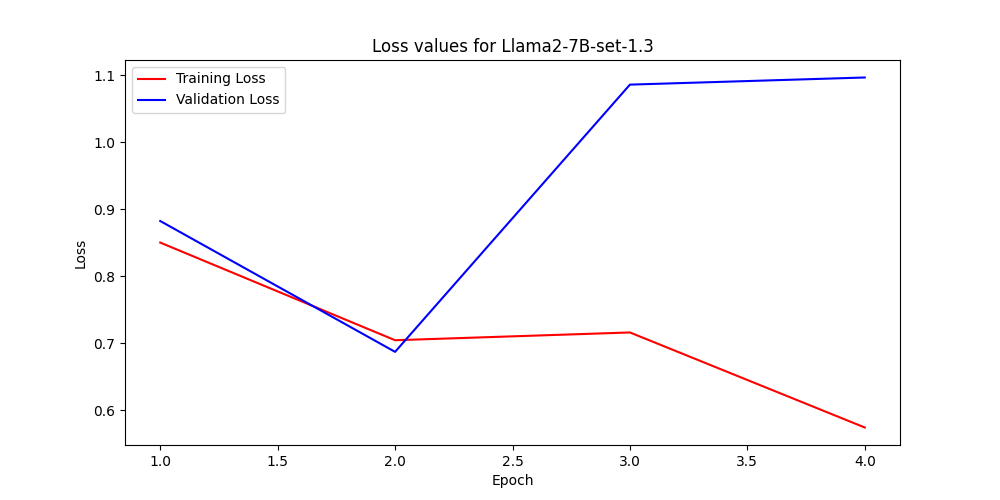 Loss values for Llama2-7B-set-1.3
Training Loss
Validation Loss
1.1
1.0
0.9
0.8
0.7
0.6
Loss
1.0 1.5 2.0 2.5 3.0 3.5 4.0
Epoch